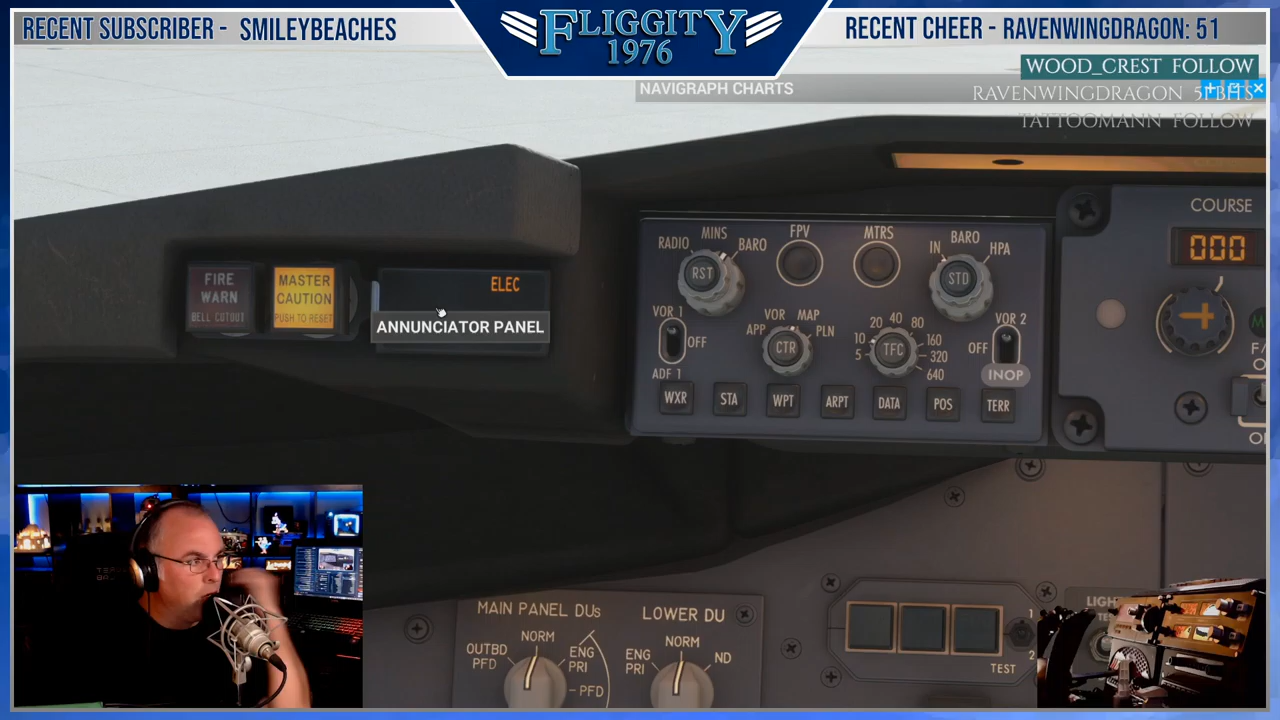 RECENT SUBSCRIBER - SMILEYBEACHES
FLIGGITY
1976
RECENT CHEER - RAVENWINGDRAGON: 51
WOOD_CREST FOLLOW
NAVIGRAPH CHARTS
RAVENWINGDRAGON 51 BITS
TATTOOMANN FOLLOW
FIRE
WARN
BELL CUTOUT
MASTER
CAUTION
PUSH TO RESET
ELEC
ANNUNCIATOR PANEL
RADIO
MINS
BARO
RST
FPV
MTRS
IN
BARO
HPA
STD
COURSE
000
VOR 1
OFF
ADF 1
APP
VOR
MAP
PLN
CTR
5
10
20
40
80
160
320
640
TFC
VOR 2
OFF
INOP
WXR
STA
WPT
ARPT
DATA
POS
TERR
MAIN PANEL DUs
OUTBD
PFD
NORM
ENG
PRI
PFD
LOWER DU
ENG
PRI
NORM
ND
1
2
TEST